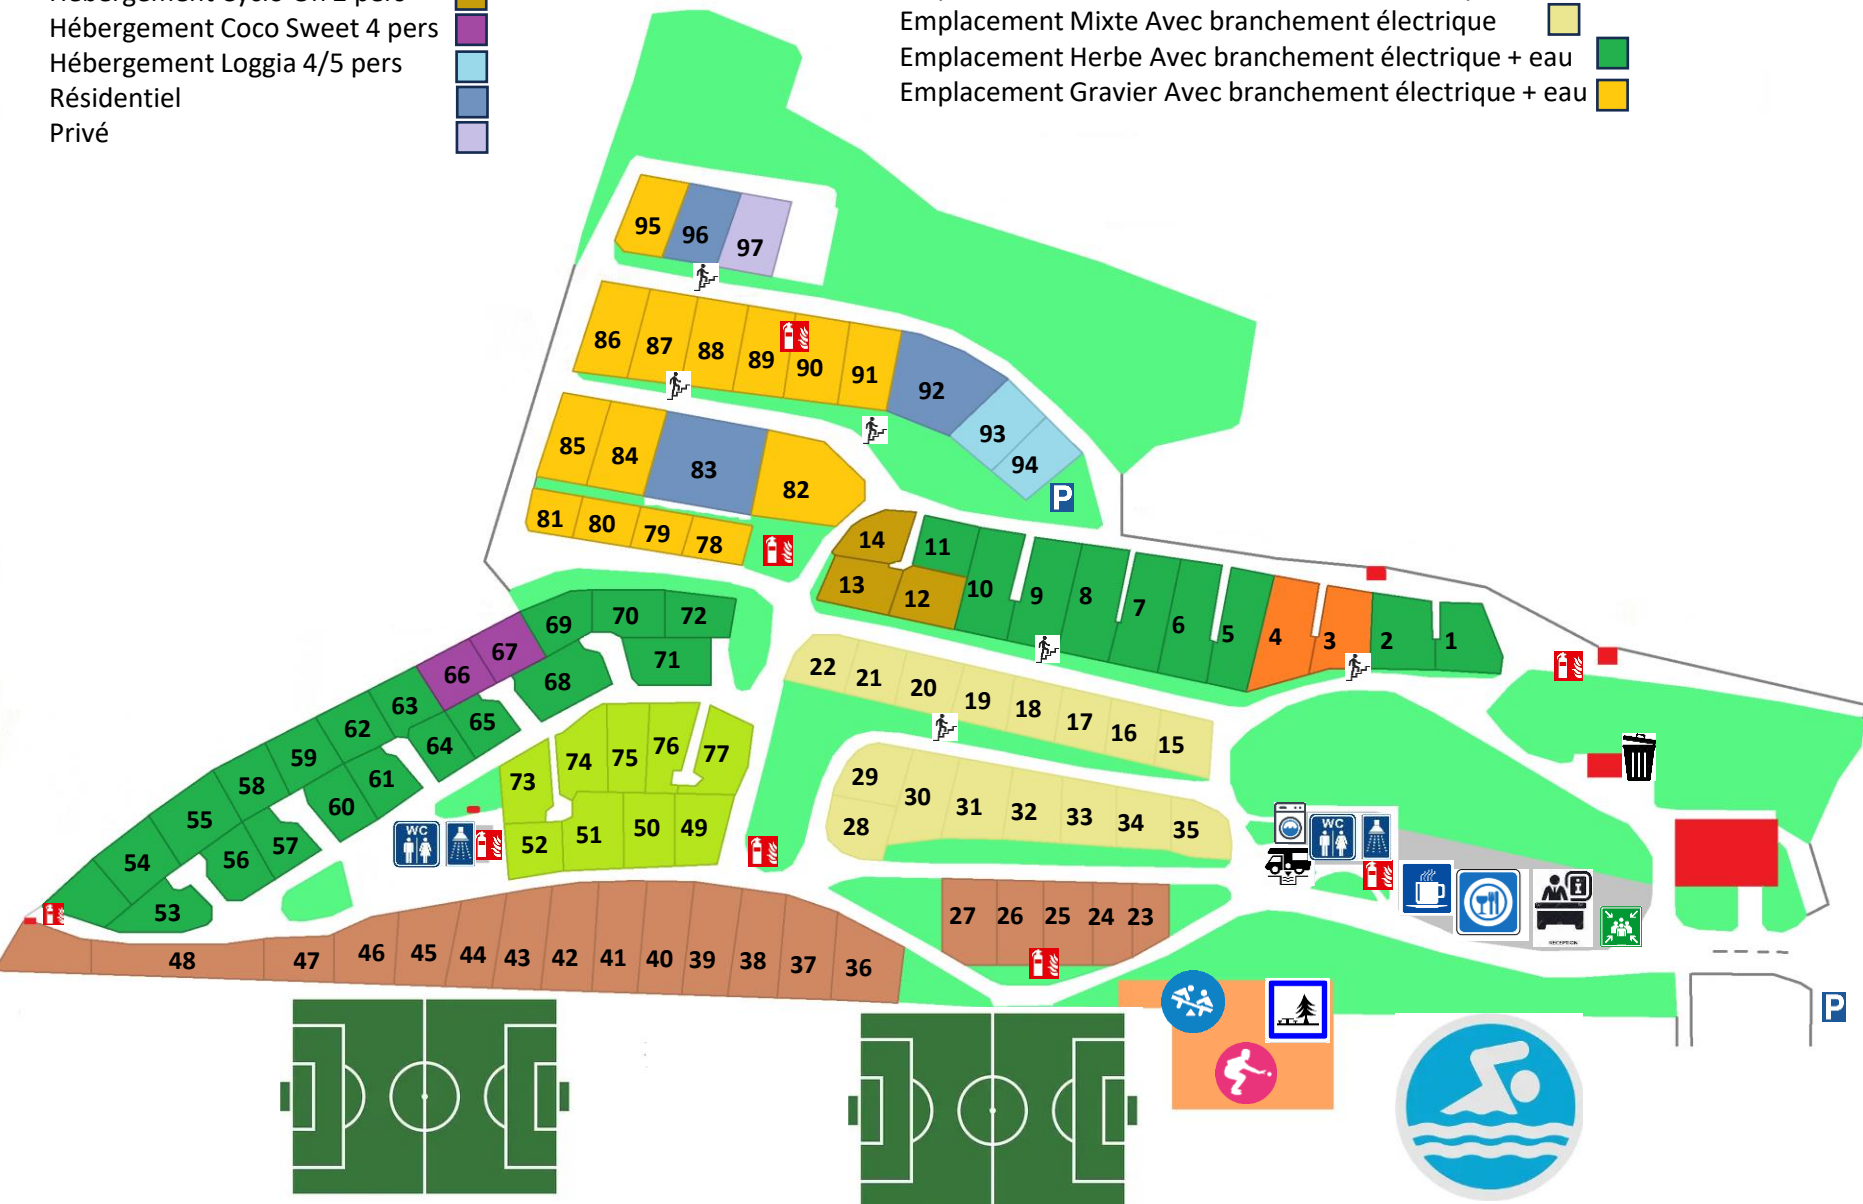 Hébergement Coco Sweet 4 pers
Hébergement Loggia 4/5 pers
Résidentiel
Privé
Emplacement Mixte Avec branchement électrique
Emplacement Herbe Avec branchement électrique + eau
Emplacement Gravier Avec branchement électrique + eau
95 96 97
86 87 88 89 90 91 92 93 94
85 84 83 82
P
81 80 79 78
14 11
13 12 10 9 8 7 6 5 4 3 2 1
69 70 72
67 71
66 68
22 21 20 19 18 17 16 15
63 65
62 64
59 61
58 60
55 57
54 56
53
74 75 76 77
73
52 51 50 49
29 30 31 32 33 34 35
28
WC
WC
27 26 25 24 23
RECEPTION
48 47 46 45 44 43 42 41 40 39 38 37 36
P